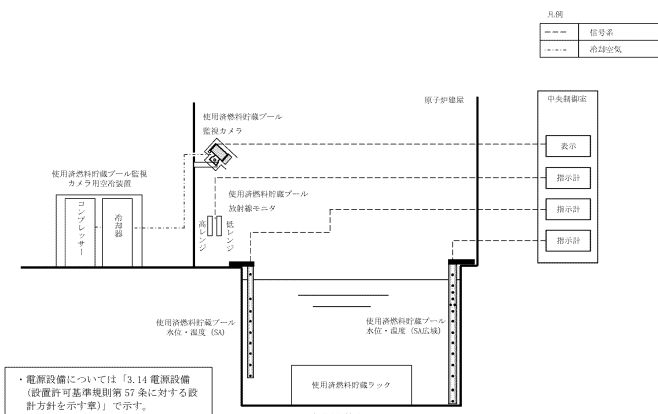 凡例
信号系
冷却空気
原子炉建屋
中央制御室
表示
指示計
指示計
指示計
使用済燃料貯蔵プール
監視カメラ
使用済燃料貯蔵プール監視
カメラ用空冷装置
コンプレッサー
冷却器
使用済燃料貯蔵プール
放射線モニタ
高レンジ
低レンジ
使用済燃料貯蔵プール
水位・温度 (SA)
使用済燃料貯蔵プール
水位・温度 (SA広域)
使用済燃料貯蔵ラック
・電源設備については「3.14 電源設備
(設置許可基準規則第 57 条に対する設
計方針を示す章)」で示す。